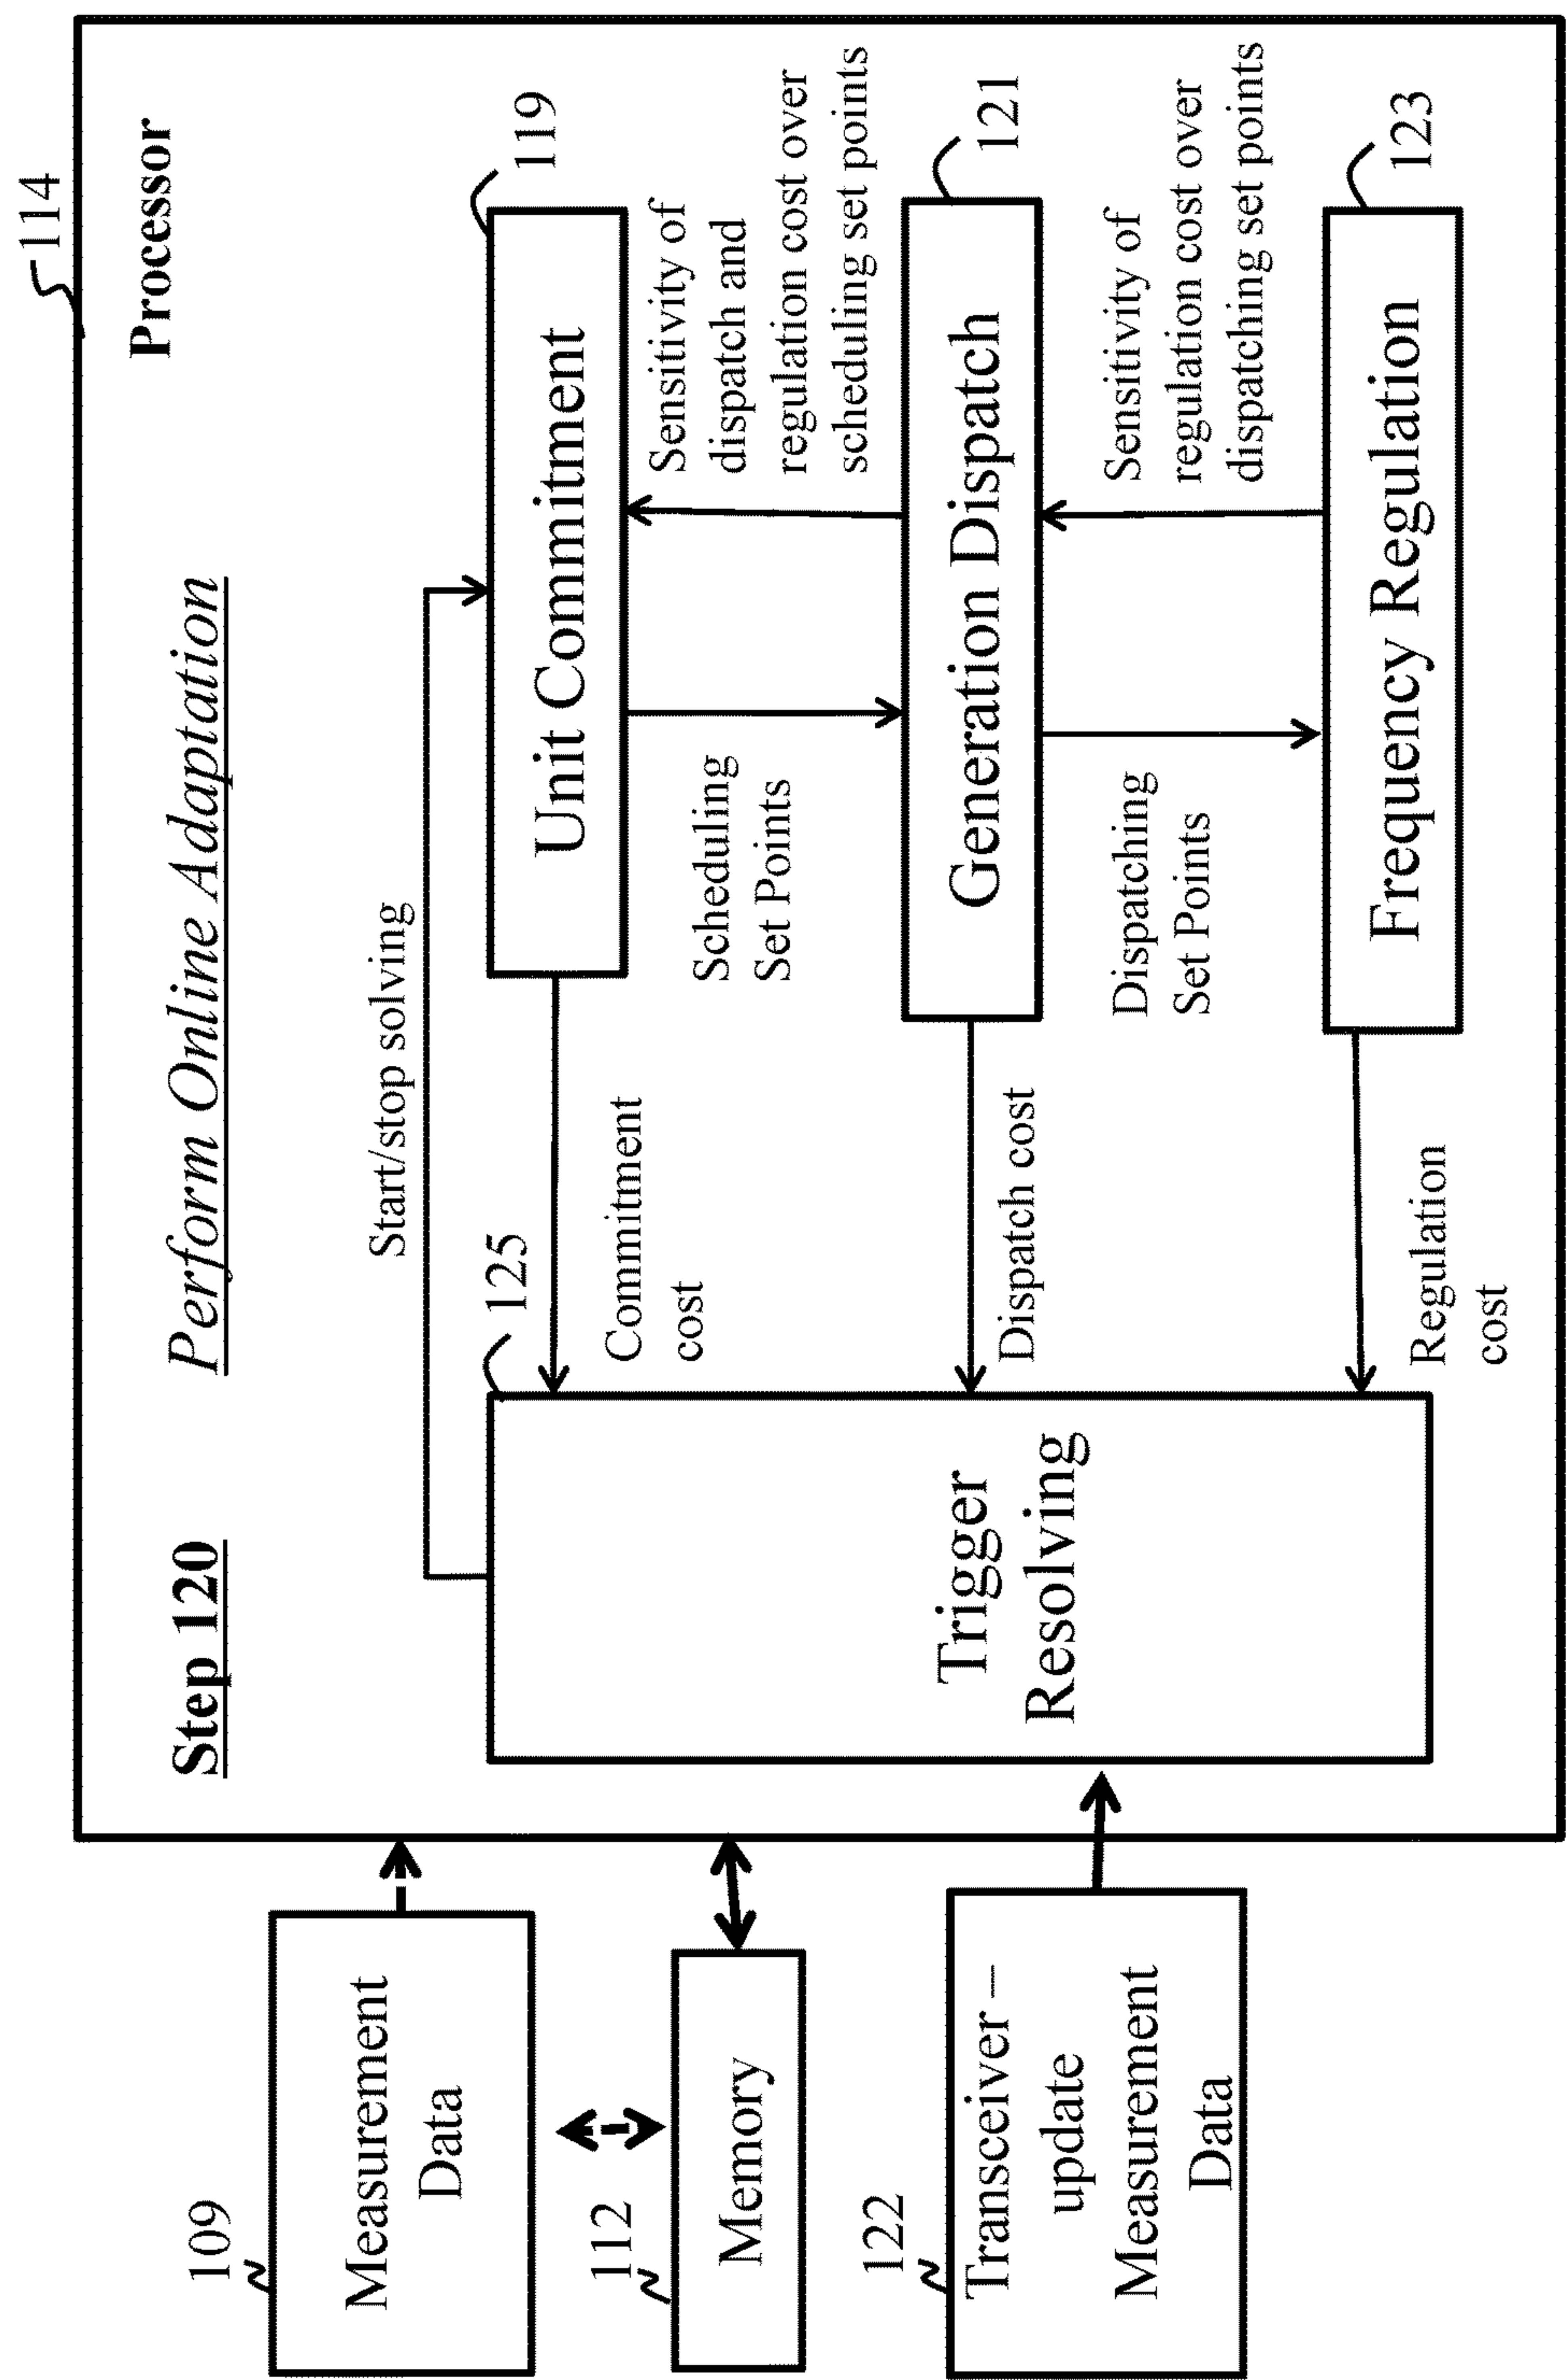 114
Processor
Step 120
Perform Online Adaptation
109
Measurement
Data
112
Memory
122
Transceiver –
update
Measurement
Data
125
Trigger
Resolving
Start/stop solving
Commitment
cost
Dispatch cost
Regulation
cost
119
Unit Commitment
Scheduling
Set Points
Sensitivity of
dispatch and
regulation cost over
scheduling set points
121
Generation Dispatch
Dispatching
Set Points
Sensitivity of
regulation cost over
dispatching set points
123
Frequency Regulation